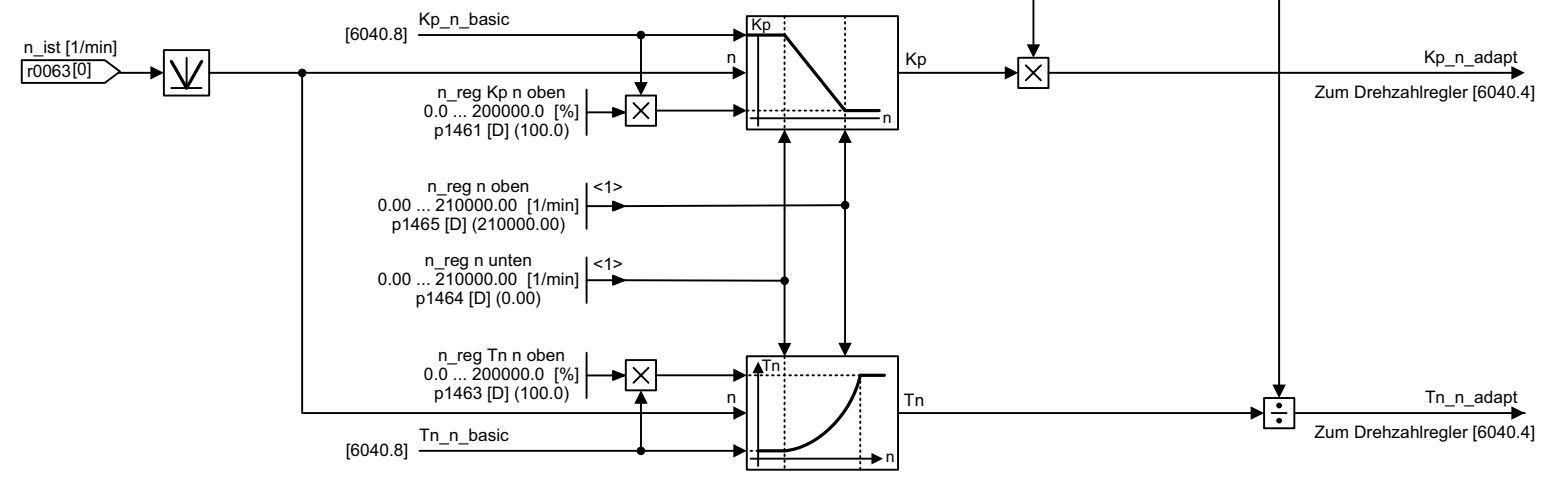 Kp_n_basic
[6040.8]
n_ist [1/min]
r0063[0]
Kp
n
n
Kp
Kp_n_adapt
Zum Drehzahlregler [6040.4]
n_reg Kp n oben
0.0 ... 200000.0 [%]
p1461 [D] (100.0)
n_reg n oben
0.00 ... 210000.00 [1/min]
p1465 [D] (210000.00)
<1>
n_reg n unten
0.00 ... 210000.00 [1/min]
p1464 [D] (0.00)
<1>
n_reg Tn n oben
0.0 ... 200000.0 [%]
p1463 [D] (100.0)
Tn
n
n
Tn
Tn_n_adapt
Zum Drehzahlregler [6040.4]
Tn_n_basic
[6040.8]